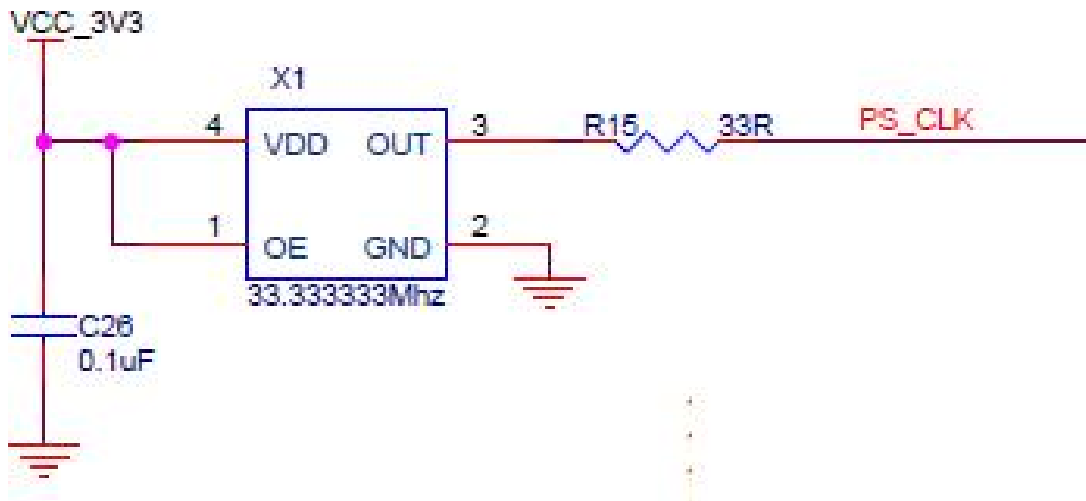 VCC_3V3
X1
4 VDD OUT 3
R15 33R PS_CLK
1 OE GND 2
33.333333Mhz
C26
0.1uF